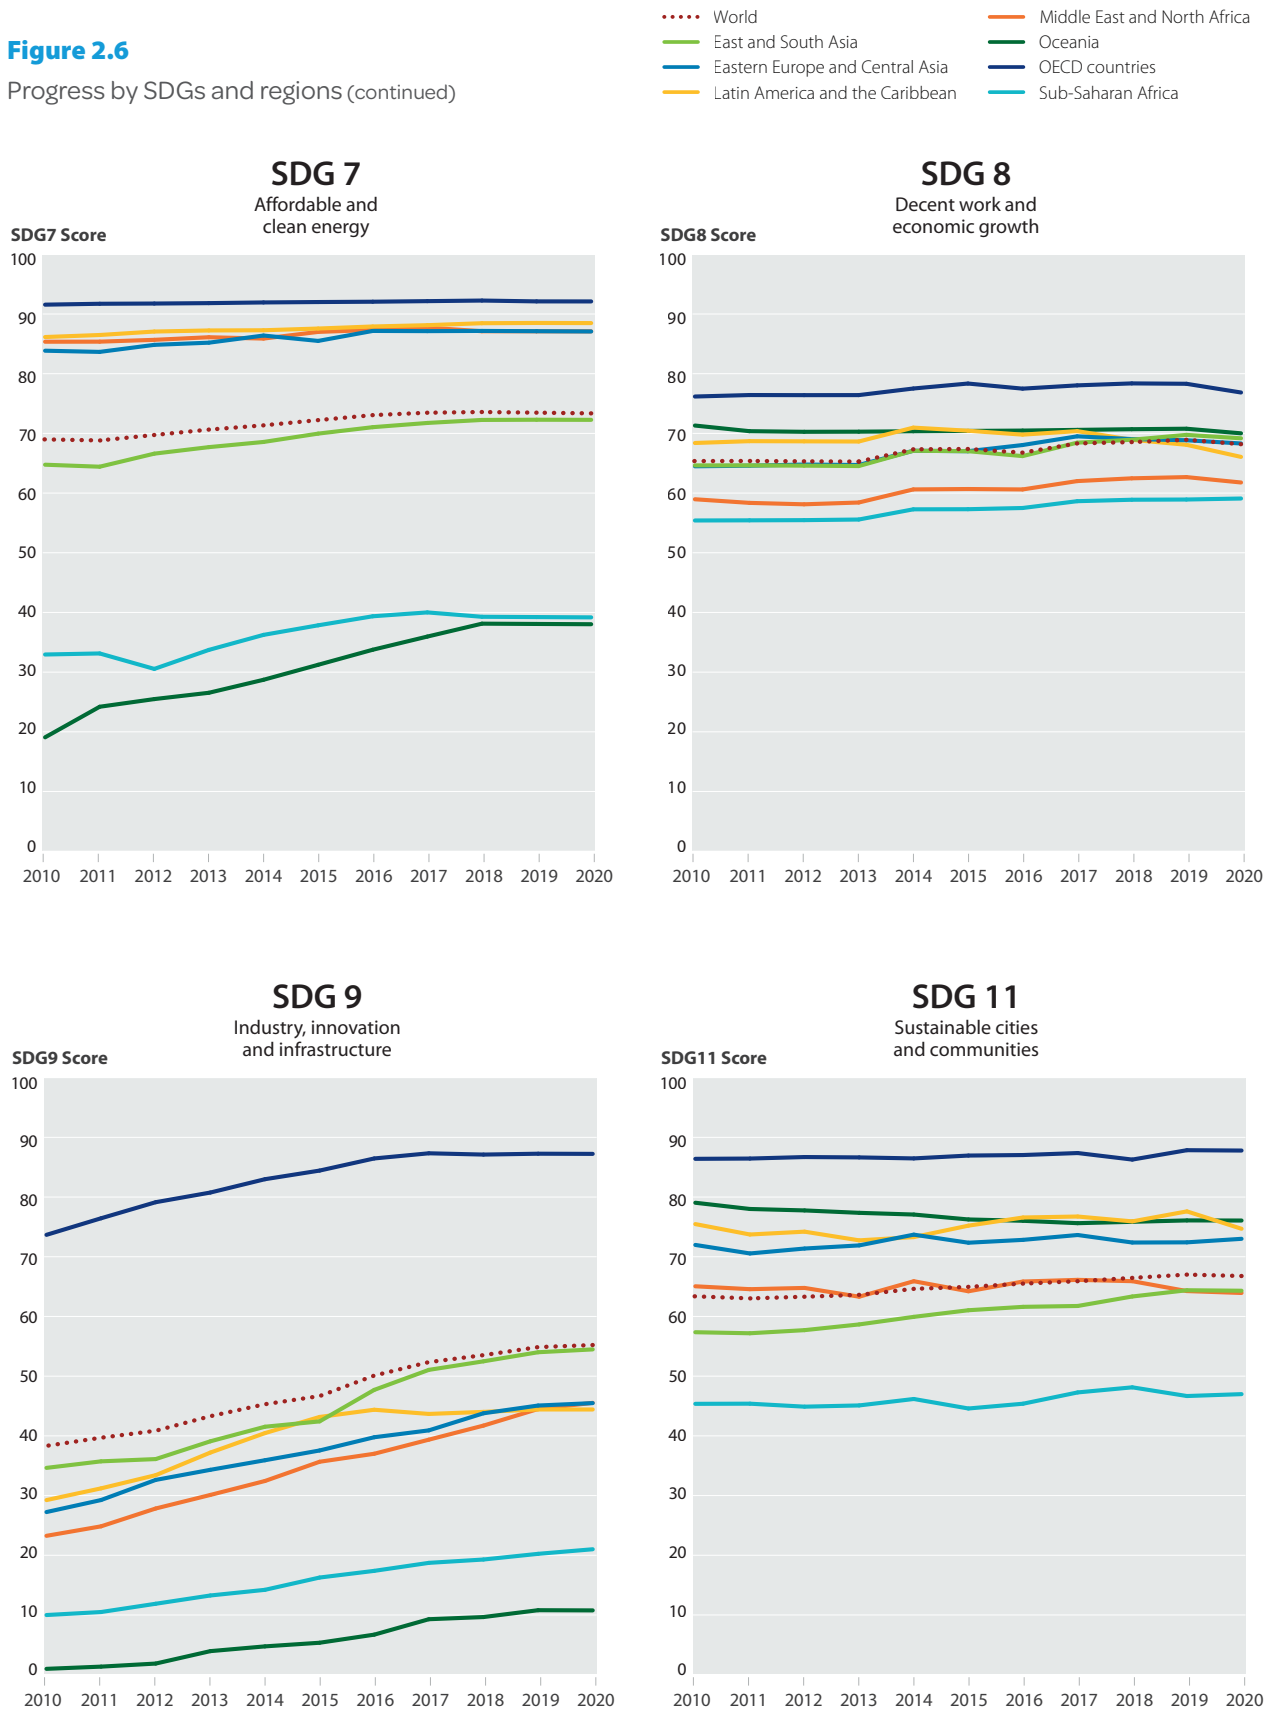 Figure 2.6
Progress by SDGs and regions (continued)
World
East and South Asia
Eastern Europe and Central Asia
Latin America and the Caribbean
Middle East and North Africa
Oceania
OECD countries
Sub-Saharan Africa
SDG 7
Affordable and
clean energy
SDG7 Score
100
90
80
70
60
50
40
30
20
10
0
2010 2011 2012 2013 2014 2015 2016 2017 2018 2019 2020
SDG 8
Decent work and
economic growth
SDG8 Score
100
90
80
70
60
50
40
30
20
10
0
2010 2011 2012 2013 2014 2015 2016 2017 2018 2019 2020
SDG 9
Industry, innovation
and infrastructure
SDG9 Score
100
90
80
70
60
50
40
30
20
10
0
2010 2011 2012 2013 2014 2015 2016 2017 2018 2019 2020
SDG 11
Sustainable cities
and communities
SDG11 Score
100
90
80
70
60
50
40
30
20
10
0
2010 2011 2012 2013 2014 2015 2016 2017 2018 2019 2020